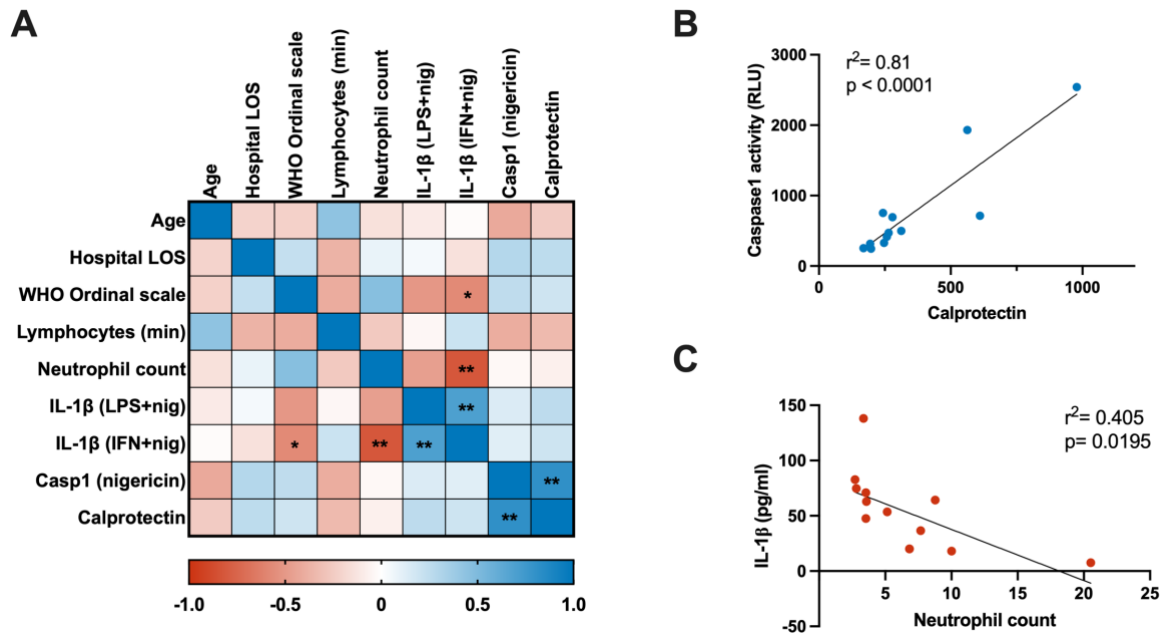 A
Age
Hospital LOS
WHO Ordinal scale
Lymphocytes (min)
Neutrophil count
IL-1β (LPS+nig)
IL-1β (IFN+nig)
Casp1 (nigericin)
Calprotectin
Age
Hospital LOS
WHO Ordinal scale
*
Lymphocytes (min)
Neutrophil count
**
IL-1β (LPS+nig)
**
IL-1β (IFN+nig)
* ** **
Casp1 (nigericin)
**
Calprotectin
**
-1.0 -0.5 0 0.5 1.0
B
r²= 0.81
p < 0.0001
Caspase1 activity (RLU)
3000
2000
1000
0
0 500 1000
Calprotectin
C
r²= 0.405
p= 0.0195
IL-1β (pg/ml)
150
100
50
0
-50
5 10 15 20 25
Neutrophil count